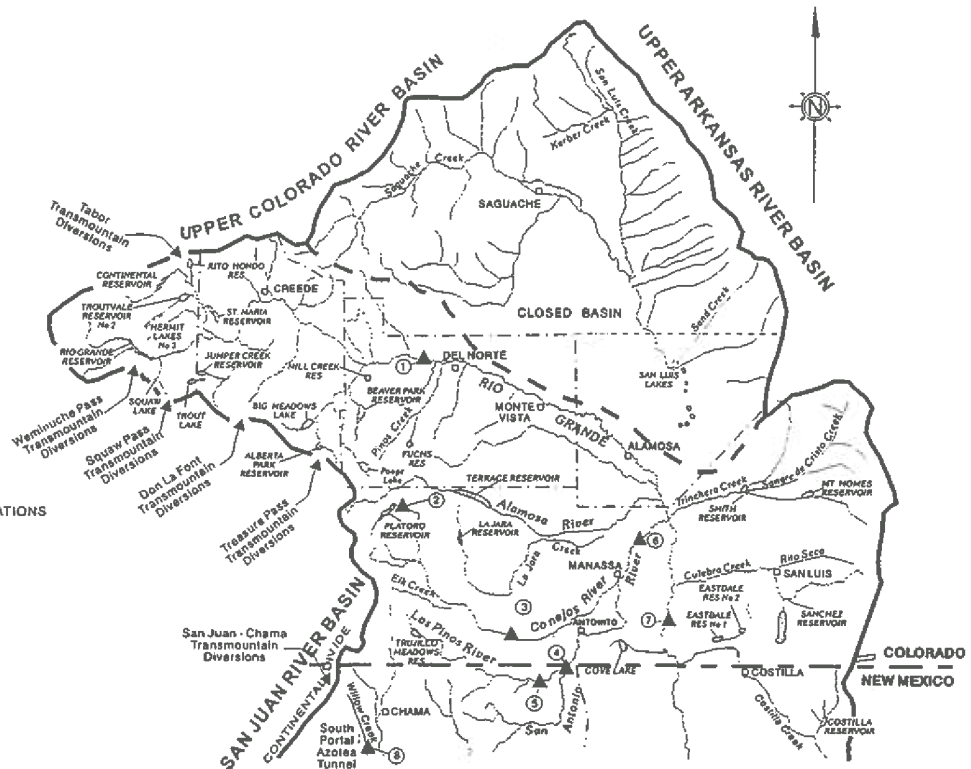 UPPER COLORADO RIVER BASIN
UPPER ARKANSAS RIVER BASIN
N
San Luis Creek
Kerber Creek
Saguache Creek
SAGUACHE
Tabor
Transmountain
Diversions
CONTINENTAL
RESERVOIR
RITO HONDO
RES
CREEDE
TROUTVALE
RESERVOIR
No 2
ST. MARIA
RESERVOIR
HERMIT
LAKES
No 3
CLOSED BASIN
Sand Creek
RIO GRANDE
RESERVOIR
JUMPER CREEK
RESERVOIR
MILL CREEK
RES
1
DEL NORTE
SAN LUIS
LAKES
SQUAW
LAKE
TROUT
LAKE
BIG MEADOWS
LAKE
BEAVER PARK
RESERVOIR
Pinos Creek
RIO
GRANDE
MONTE
VISTA
Weminuche Pass
Transmountain
Diversions
Squaw Pass
Transmountain
Diversions
Don La Font
Transmountain
Diversions
Treasure Pass
Transmountain
Diversions
ALBERTA
PARK
RESERVOIR
FUCHS
RES
ALAMOSA
Trinchera Creek
Sangre de Cristo Creek
MT HOMES
RESERVOIR
SMITH
RESERVOIR
ATIONS
TERRACE RESERVOIR
2
PLATORO
RESERVOIR
Alamosa River
LA JARA
RESERVOIR
La Jara Creek
6
MANASSA
Culebra Creek
Rito Seco
SAN LUIS
EASTDALE
RES No 2
EASTDALE
RES No 1
SANCHEZ
RESERVOIR
Elk Creek
3
Conejos River
River
ANTONITO
7
Los Pinos River
San Juan - Chama
Transmountain
Diversions
TRUJILLO
MEADOWS
RES
4
COVE LAKE
COLORADO
NEW MEXICO
COSTILLA
5
San Antonio
Costilla Creek
COSTILLA
RESERVOIR
SAN JUAN RIVER BASIN
CONTINENTAL DIVIDE
Willow Creek
CHAMA
South
Portal
Azotea
Tunnel
8